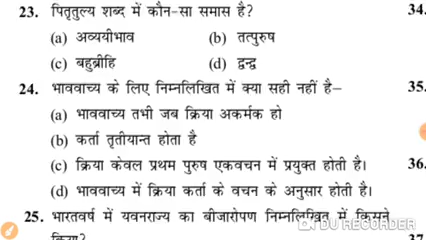 23. पितृतुल्य शब्द में कौन-सा समास है?
34.
(a) अव्ययीभाव (b) तत्पुरुष
(c) बहुब्रीहि (d) द्वन्द्व
24. भाववाच्य के लिए निम्नलिखित में क्या सही नहीं है–
35.
(a) भाववाच्य तभी जब क्रिया अकर्मक हो
(b) कर्ता तृतीयान्त होता है
(c) क्रिया केवल प्रथम पुरुष एकवचन में प्रयुक्त होती है।
36.
(d) भाववाच्य में क्रिया कर्ता के वचन के अनुसार होती है।
DU RECORDER
25. भारतवर्ष में यवनराज्य का बीजारोपण निम्नलिखित में किसने
किया?
37.